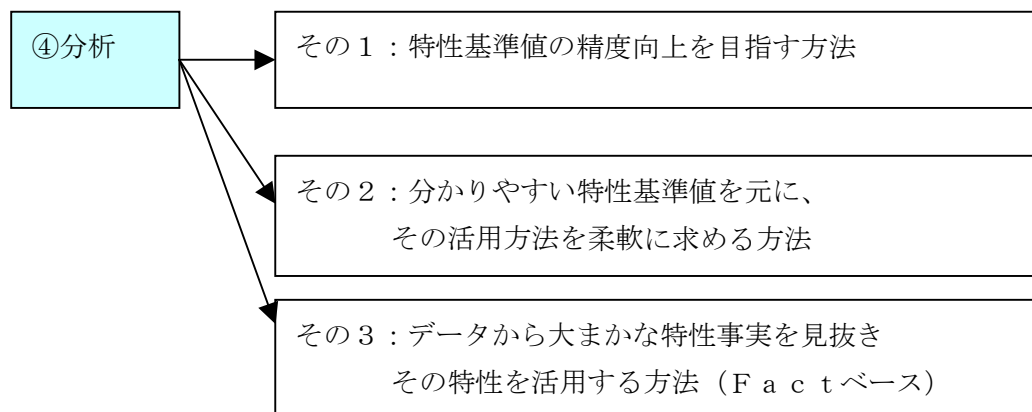 ④分析
その１：特性基準値の精度向上を目指す方法
その２：分かりやすい特性基準値を元に、
その活用方法を柔軟に求める方法
その３：データから大まかな特性事実を見抜き
その特性を活用する方法（Ｆａｃｔベース）